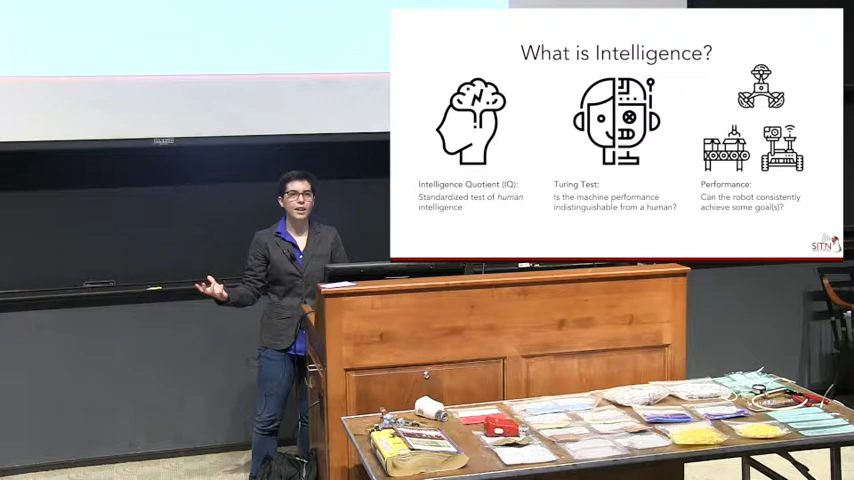 What is Intelligence?
Intelligence Quotient (IQ):
Standardized test of human
intelligence
Turing Test:
Is the machine performance
indistinguishable from a human?
Performance:
Can the robot consistently
achieve some goal(s)?
SITN